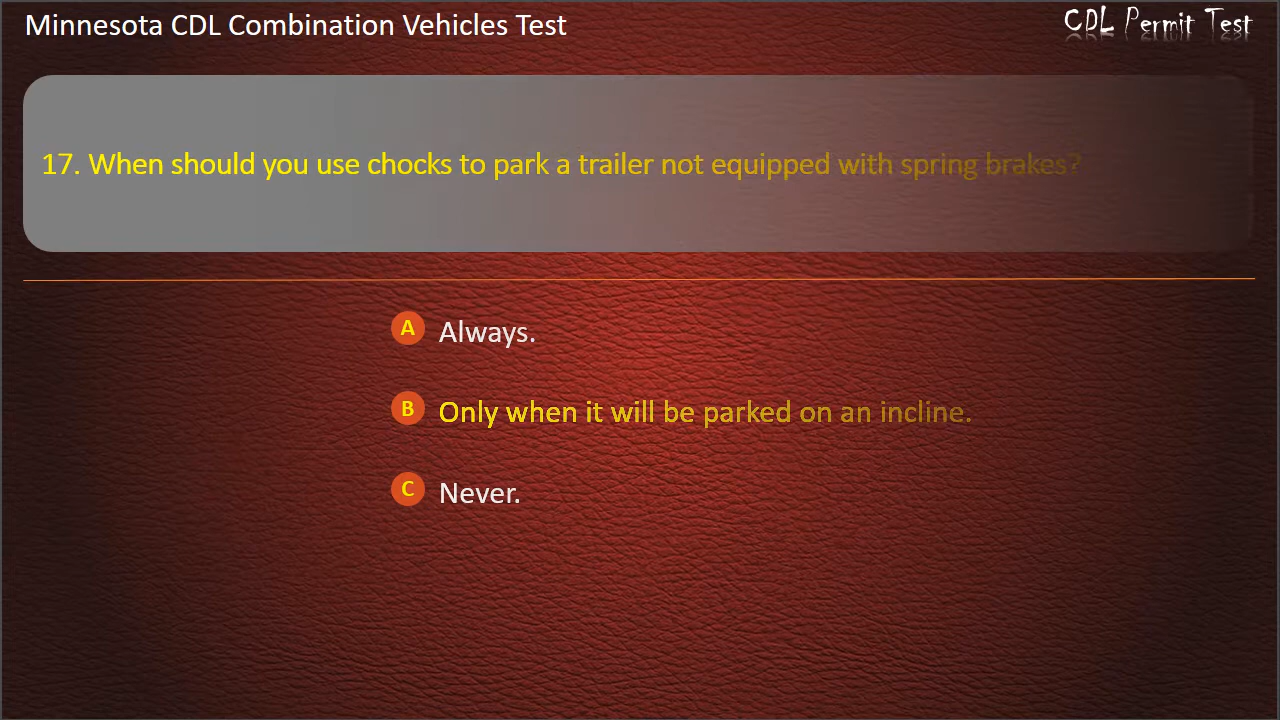 Minnesota CDL Combination Vehicles Test
CDL Permit Test
17. When should you use chocks to park a trailer not equipped with spring brakes?
A Always.
B Only when it will be parked on an incline.
C Never.